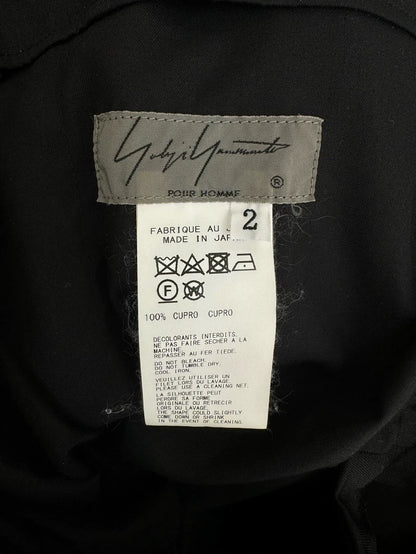 Yohji Yamamoto
POUR HOMME ®
2
FABRIQUE AU J
MADE IN JAPA
F W
100% CUPRO CUPRO
DECOLORANTS INTERDITS.
NE PAS FAIRE SECHER A LA
MACHINE.
REPASSER AU FER TIEDE.
DO NOT BLEACH.
DO NOT TUMBLE DRY.
COOL IRON.
VEUILLEZ UTILISER UN
FILET LORS DU LAVAGE.
PLEASE USE A CLEANING NET.
LA SILHOUETTE PEUT
PERDRE SA FORME
ORIGINALE OU RETRECIR
LORS DU LAVAGE.
THE SHAPE COULD SLIGHTLY
COME DOWN OR SHRINK
IN THE EVENT OF CLEANING.